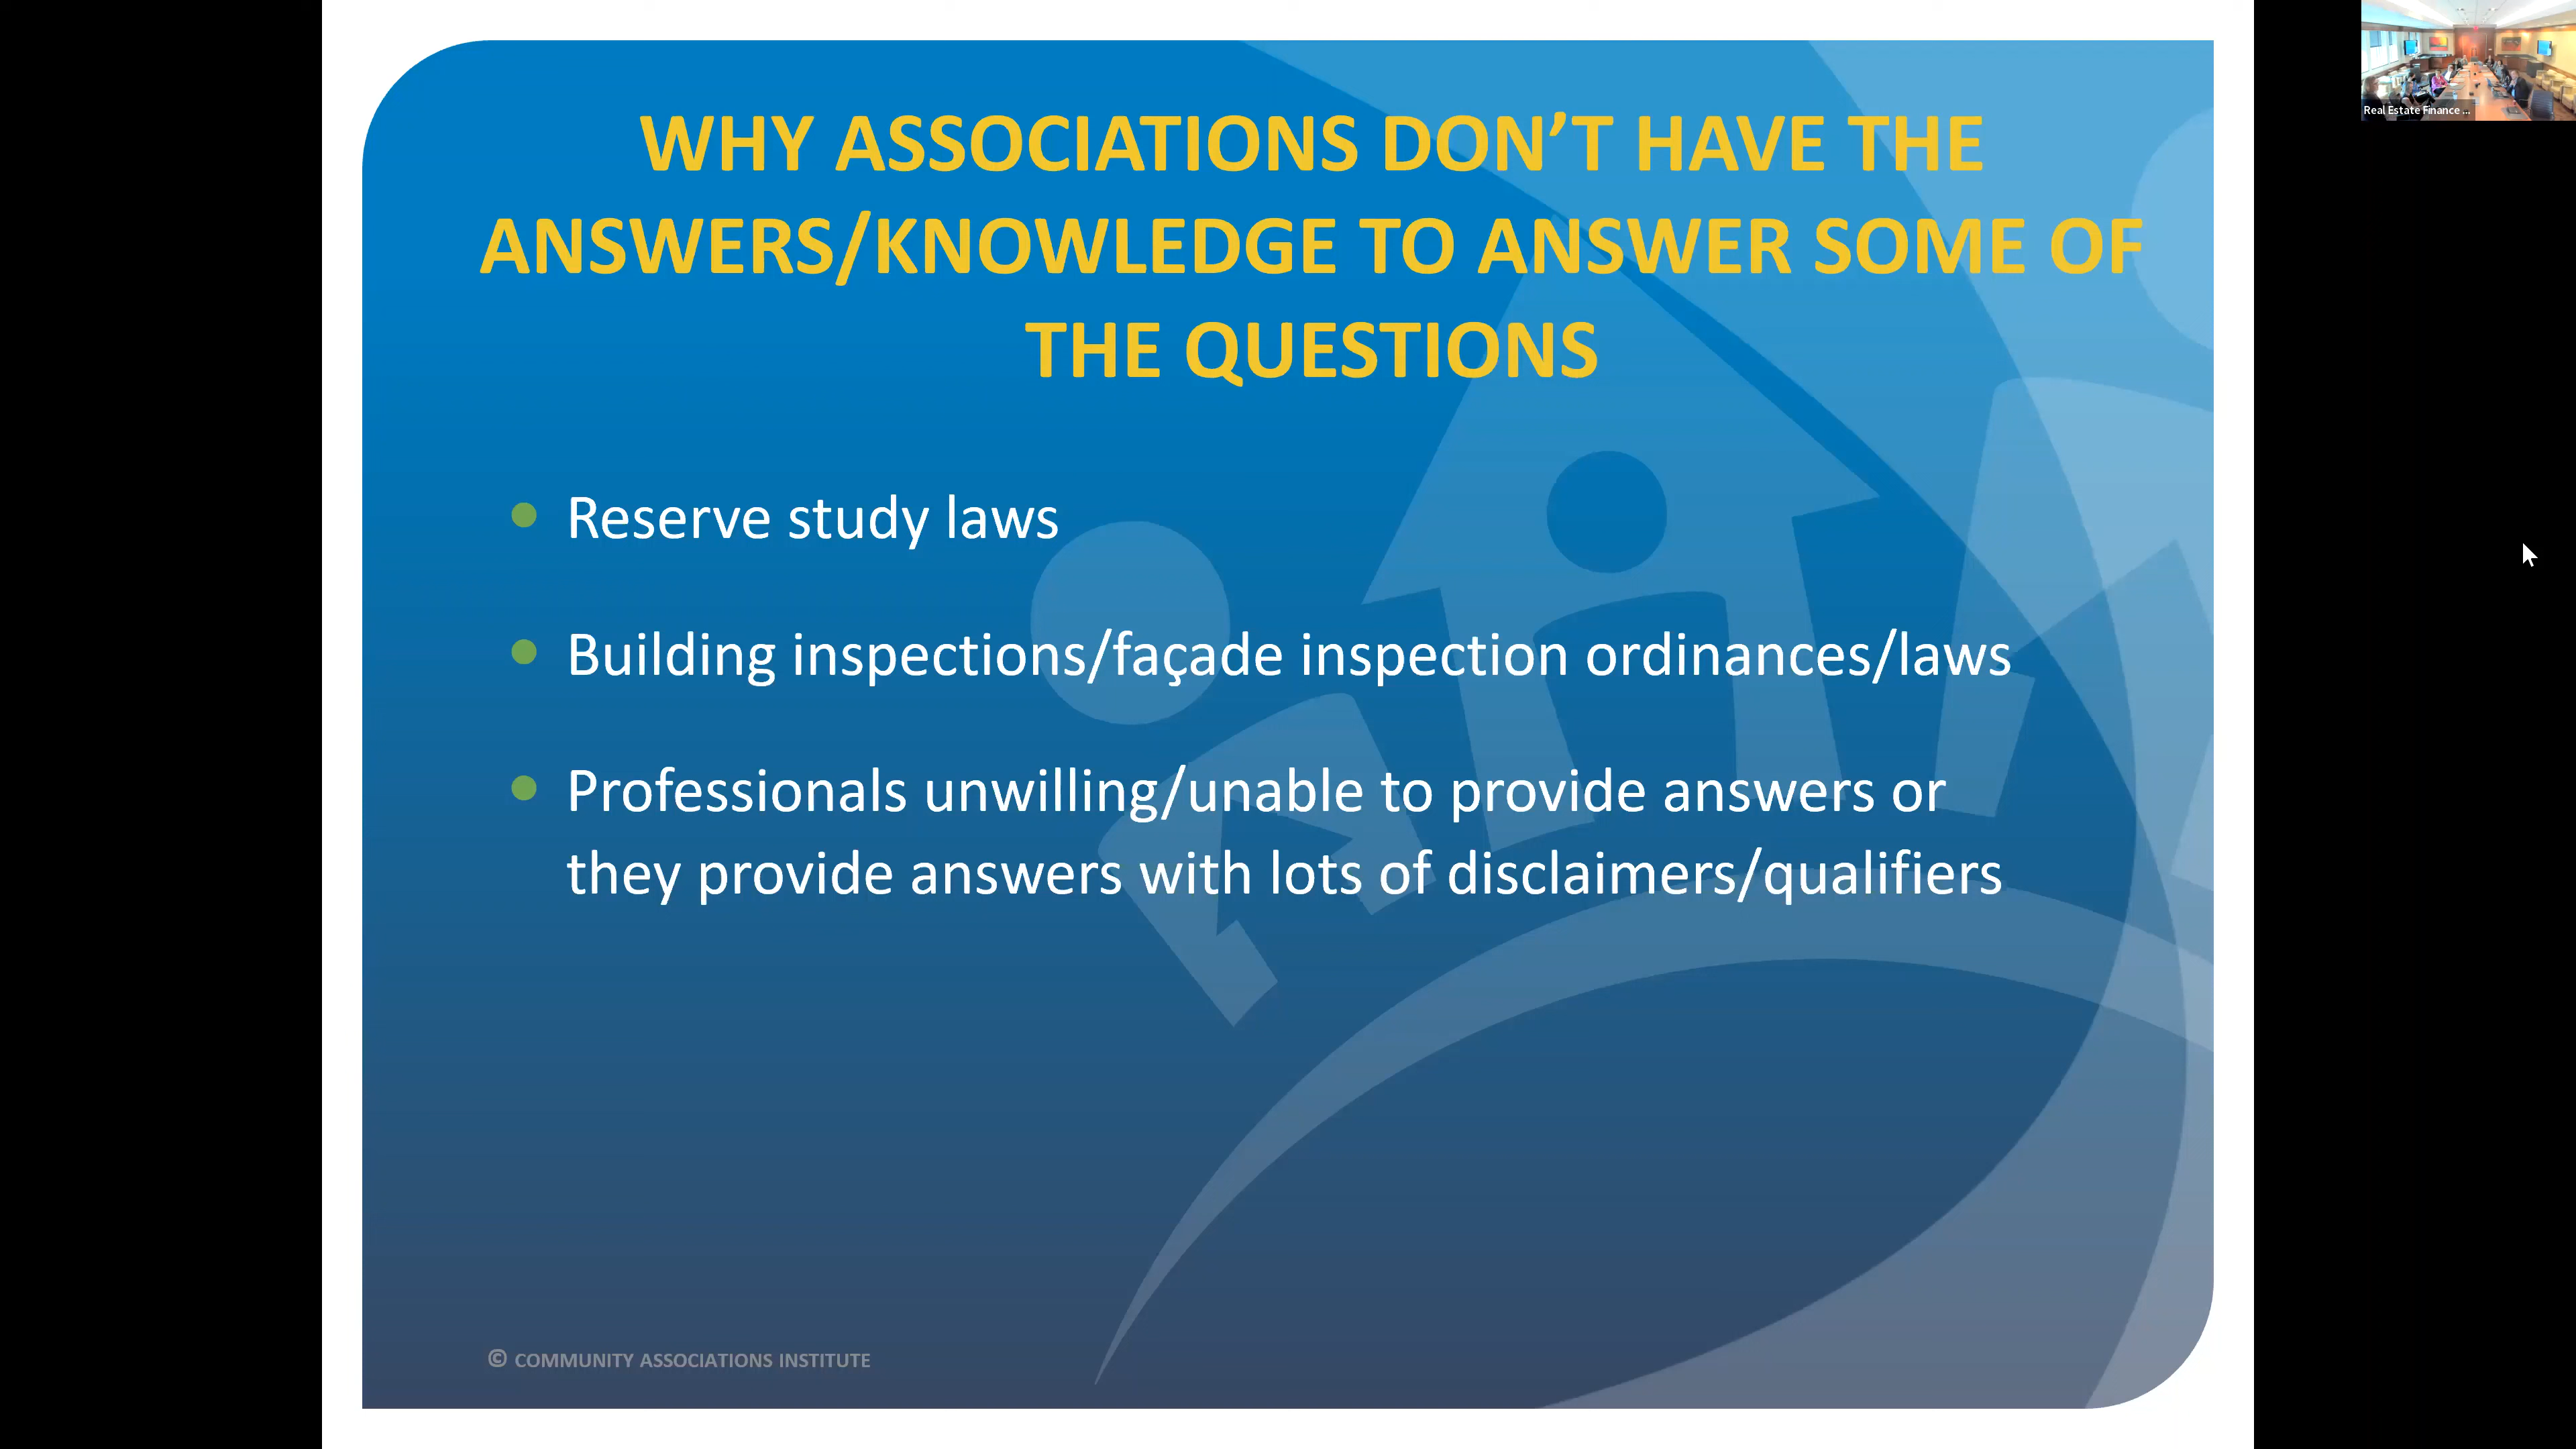 WHY ASSOCIATIONS DON’T HAVE THE
ANSWERS/KNOWLEDGE TO ANSWER SOME OF
THE QUESTIONS
Reserve study laws
Building inspections/façade inspection ordinances/laws
Professionals unwilling/unable to provide answers or
they provide answers with lots of disclaimers/qualifiers
© COMMUNITY ASSOCIATIONS INSTITUTE
Real Estate Finance ...